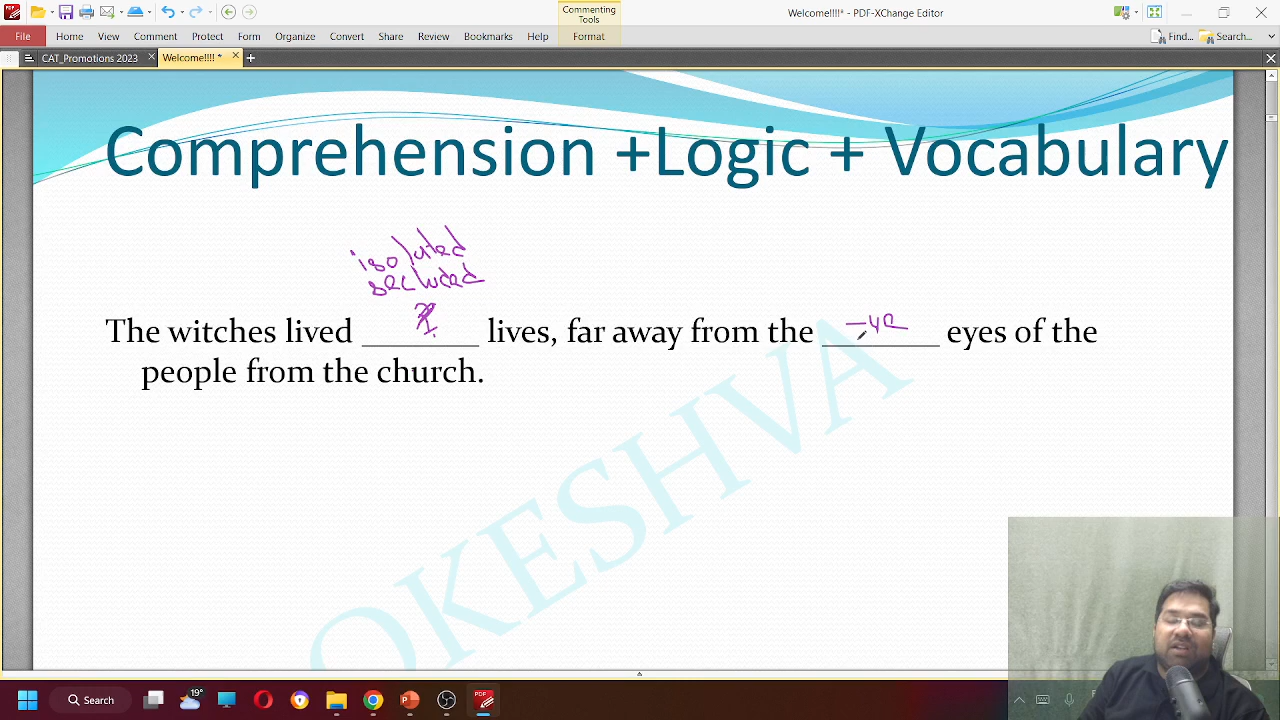 Commenting Tools
Welcome!!!!* - PDF-XChange Editor
File Home View Comment Protect Form Organize Convert Share Review Bookmarks Help Format Find... Search...
CAT_Promotions 2023 Welcome!!!! *
Comprehension +Logic + Vocabulary
isolated
secluded
The witches lived ________ lives, far away from the -ve eyes of the
people from the church.
OKESHVA
19°
Search